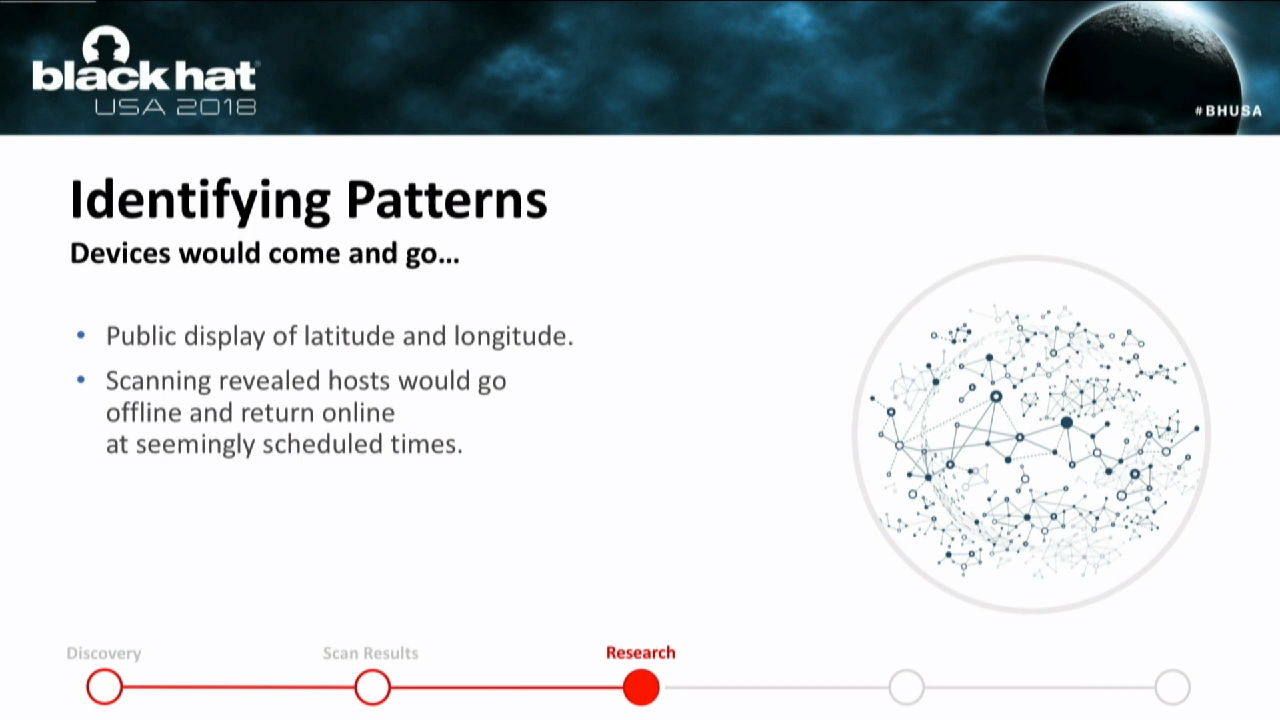 black hat
USA 2018
#BHUSA
Identifying Patterns
Devices would come and go...
• Public display of latitude and longitude.
• Scanning revealed hosts would go
offline and return online
at seemingly scheduled times.
Discovery
Scan Results
Research